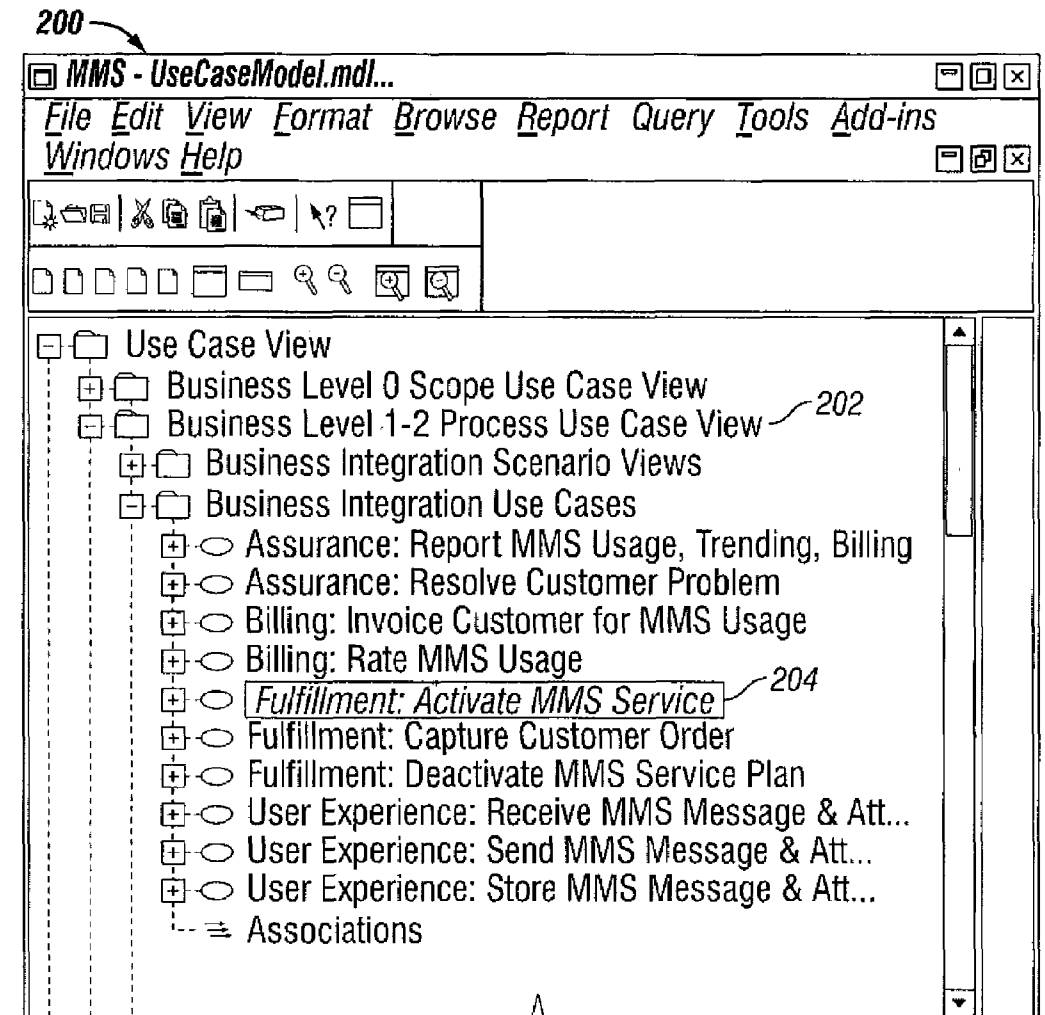 200
MMS - UseCaseModel.mdl...
File Edit View Format Browse Report Query Tools Add-ins
Windows Help
Use Case View
Business Level 0 Scope Use Case View
Business Level 1-2 Process Use Case View 202
Business Integration Scenario Views
Business Integration Use Cases
Assurance: Report MMS Usage, Trending, Billing
Assurance: Resolve Customer Problem
Billing: Invoice Customer for MMS Usage
Billing: Rate MMS Usage
Fulfillment: Activate MMS Service 204
Fulfillment: Capture Customer Order
Fulfillment: Deactivate MMS Service Plan
User Experience: Receive MMS Message & Att...
User Experience: Send MMS Message & Att...
User Experience: Store MMS Message & Att...
Associations